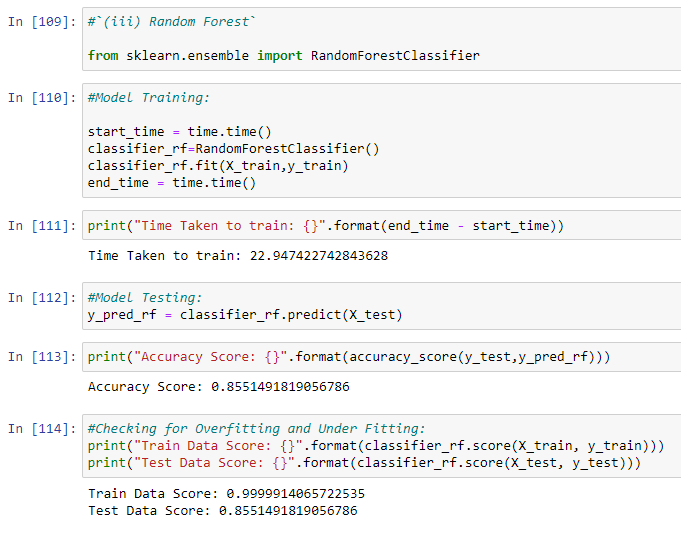 In [109]: #`(iii) Random Forest`
from sklearn.ensemble import RandomForestClassifier
In [110]: #Model Training:
start_time = time.time()
classifier_rf=RandomForestClassifier()
classifier_rf.fit(X_train,y_train)
end_time = time.time()
In [111]: print("Time Taken to train: {}".format(end_time - start_time))
Time Taken to train: 22.947422742843628
In [112]: #Model Testing:
y_pred_rf = classifier_rf.predict(X_test)
In [113]: print("Accuracy Score: {}".format(accuracy_score(y_test,y_pred_rf)))
Accuracy Score: 0.8551491819056786
In [114]: #Checking for Overfitting and Under Fitting:
print("Train Data Score: {}".format(classifier_rf.score(X_train, y_train)))
print("Test Data Score: {}".format(classifier_rf.score(X_test, y_test)))
Train Data Score: 0.9999914065722535
Test Data Score: 0.8551491819056786